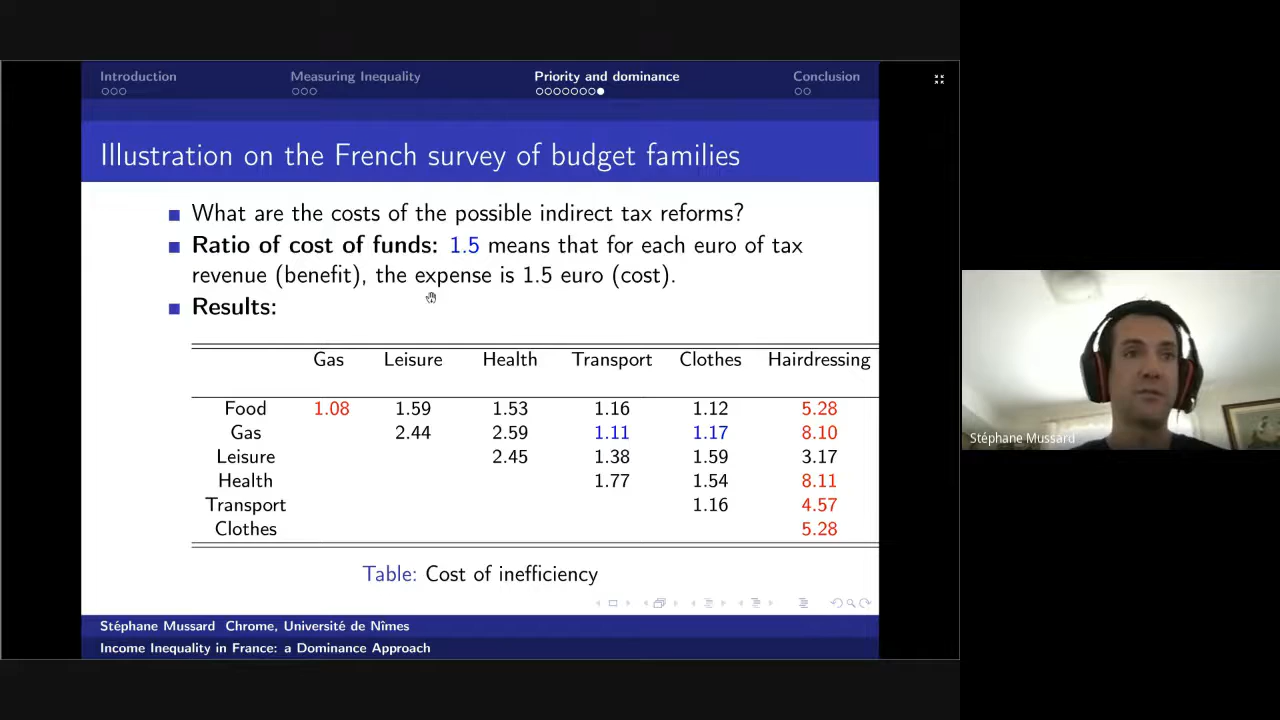 Introduction Measuring Inequality Priority and dominance Conclusion
Illustration on the French survey of budget families
What are the costs of the possible indirect tax reforms?
Ratio of cost of funds: 1.5 means that for each euro of tax
revenue (benefit), the expense is 1.5 euro (cost).
Results:
Gas Leisure Health Transport Clothes Hairdressing
Food 1.08 1.59 1.53 1.16 1.12 5.28
Gas 2.44 2.59 1.11 1.17 8.10
Leisure 2.45 1.38 1.59 3.17
Health 1.77 1.54 8.11
Transport 1.16 4.57
Clothes 5.28
Table: Cost of inefficiency
Stéphane Mussard Chrome, Université de Nîmes
Income Inequality in France: a Dominance Approach
Stéphane Mussard